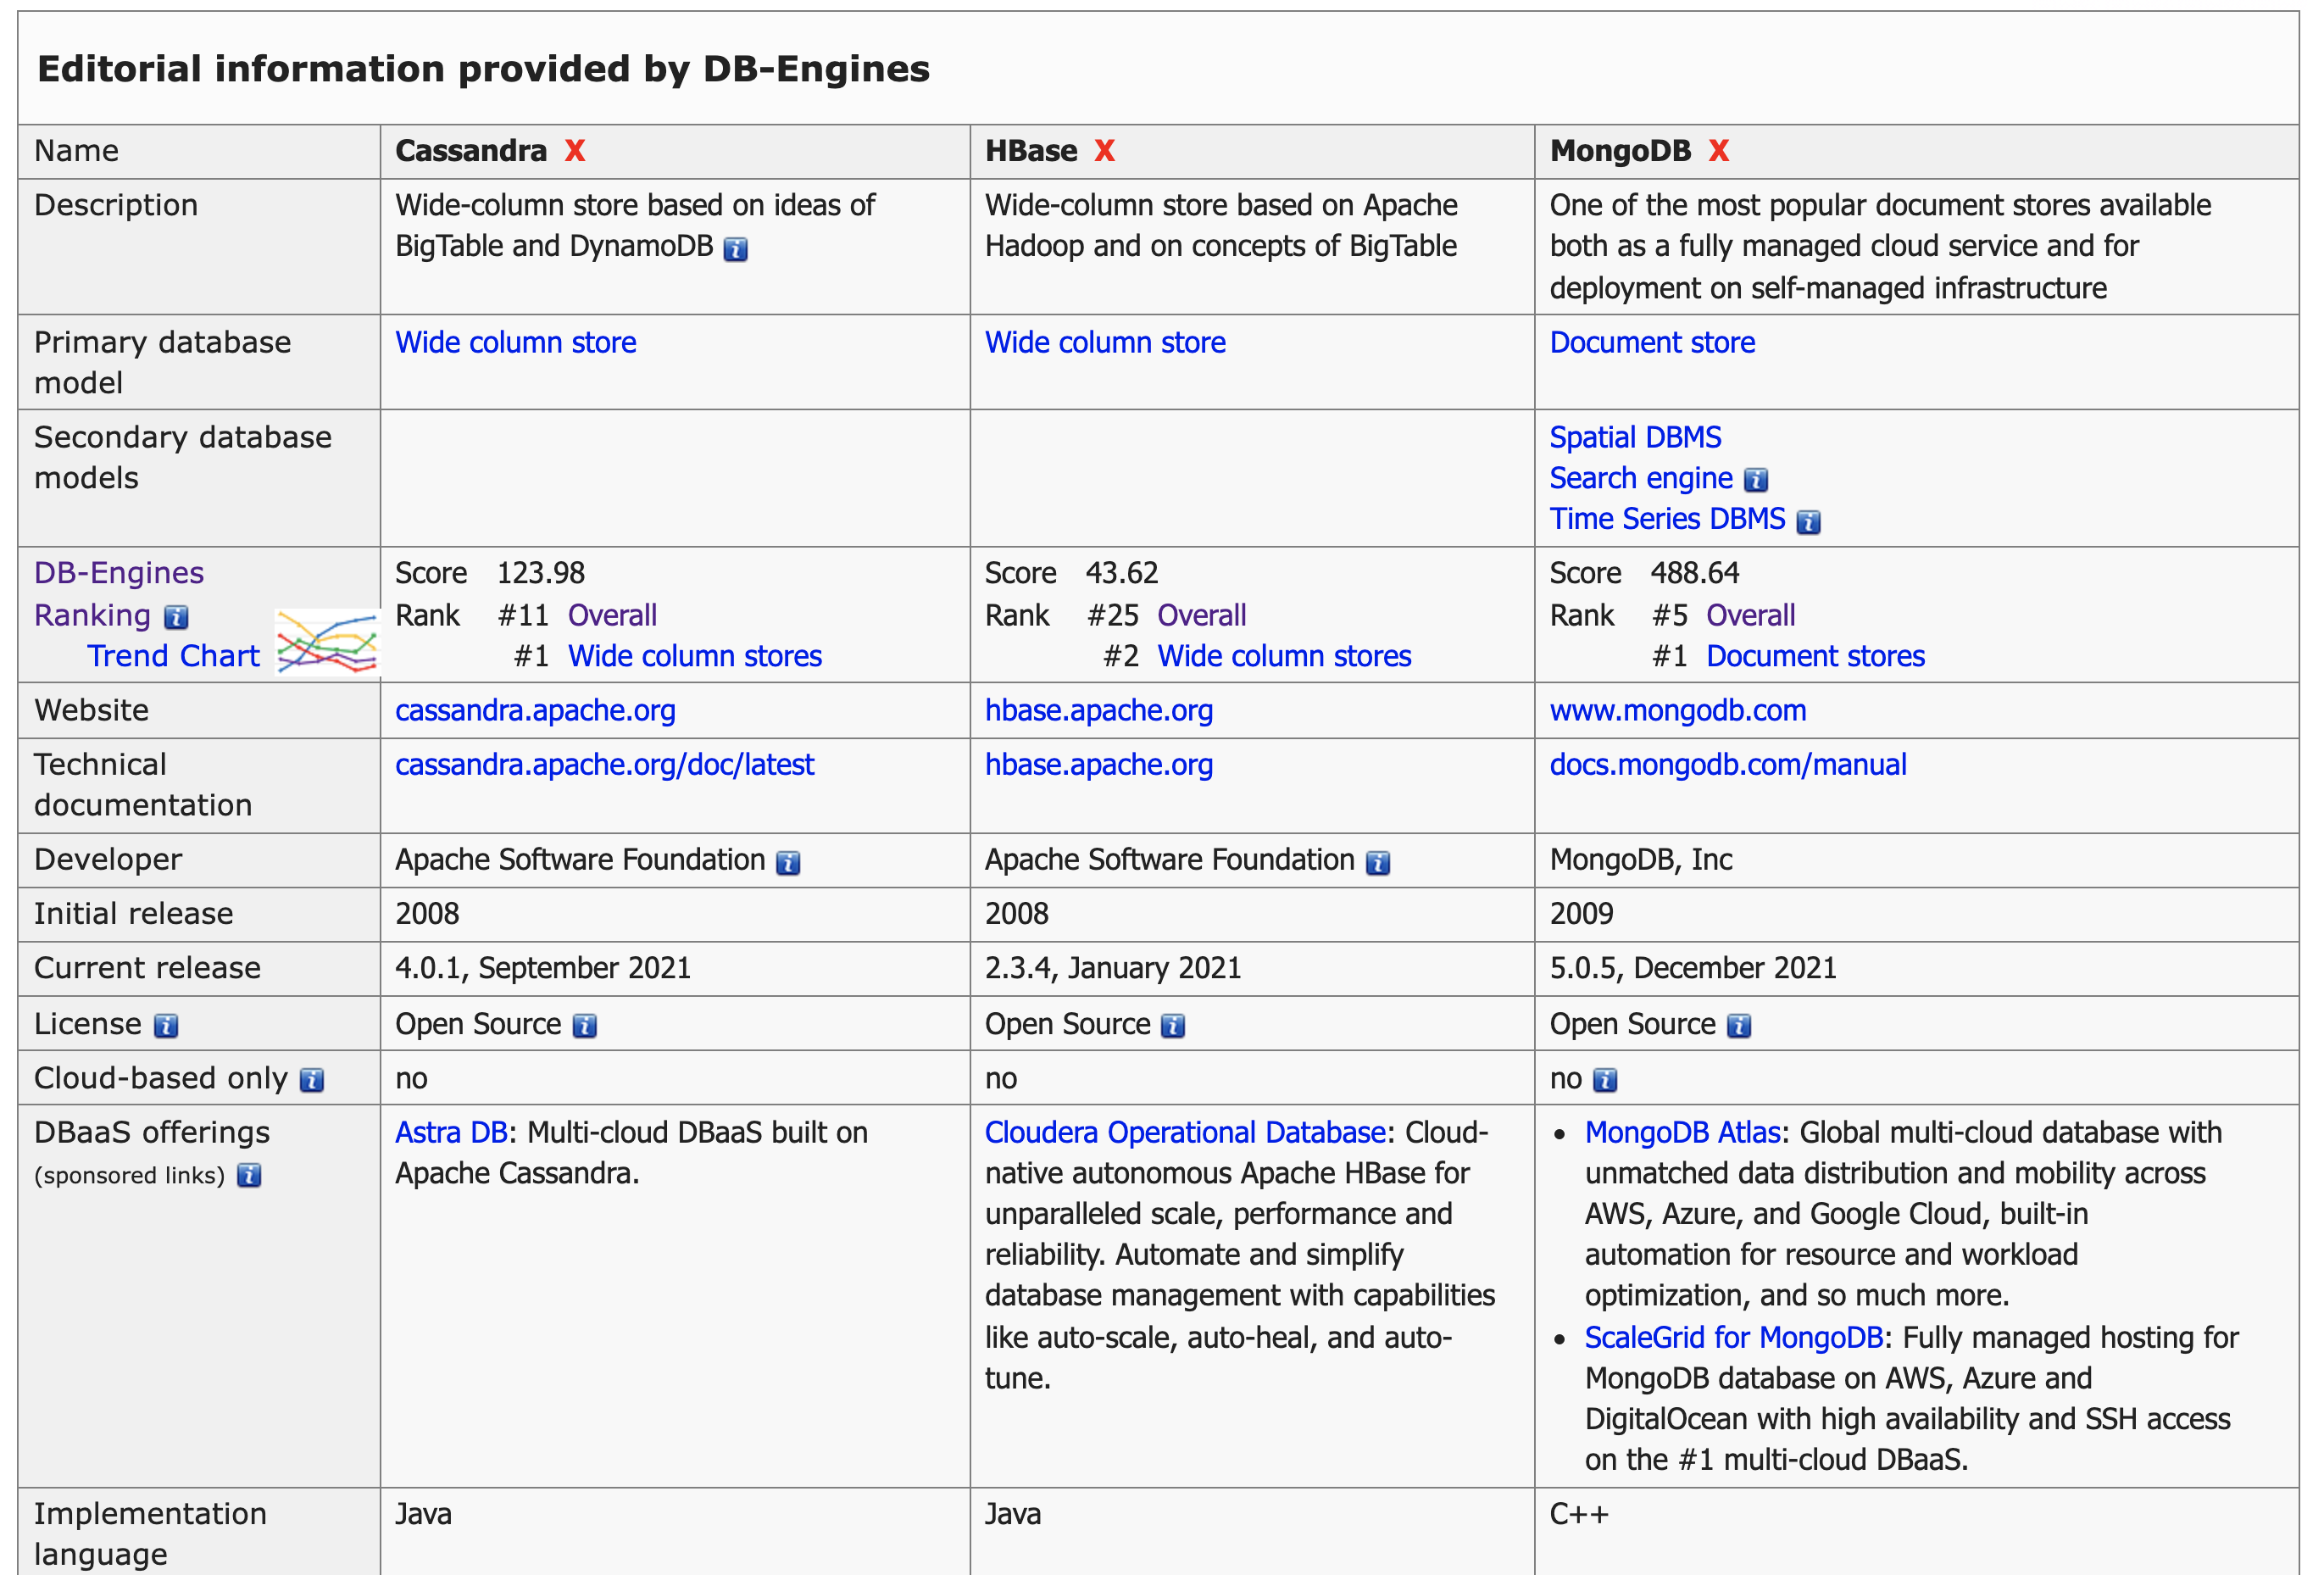 Editorial information provided by DB-Engines
Name
Cassandra X
HBase X
MongoDB X
Description
Wide-column store based on ideas of
BigTable and DynamoDB
Wide-column store based on Apache
Hadoop and on concepts of BigTable
One of the most popular document stores available
both as a fully managed cloud service and for
deployment on self-managed infrastructure
Primary database
model
Wide column store
Wide column store
Document store
Secondary database
models
Spatial DBMS
Search engine
Time Series DBMS
DB-Engines
Ranking
Trend Chart
Score 123.98
Rank #11 Overall
#1 Wide column stores
Score 43.62
Rank #25 Overall
#2 Wide column stores
Score 488.64
Rank #5 Overall
#1 Document stores
Website
cassandra.apache.org
hbase.apache.org
www.mongodb.com
Technical
documentation
cassandra.apache.org/doc/latest
hbase.apache.org
docs.mongodb.com/manual
Developer
Apache Software Foundation
Apache Software Foundation
MongoDB, Inc
Initial release
2008
2008
2009
Current release
4.0.1, September 2021
2.3.4, January 2021
5.0.5, December 2021
License
Open Source
Open Source
Open Source
Cloud-based only
no
no
no
DBaaS offerings
(sponsored links)
Astra DB: Multi-cloud DBaaS built on
Apache Cassandra.
Cloudera Operational Database: Cloud-
native autonomous Apache HBase for
unparalleled scale, performance and
reliability. Automate and simplify
database management with capabilities
like auto-scale, auto-heal, and auto-
tune.
• MongoDB Atlas: Global multi-cloud database with
unmatched data distribution and mobility across
AWS, Azure, and Google Cloud, built-in
automation for resource and workload
optimization, and so much more.
• ScaleGrid for MongoDB: Fully managed hosting for
MongoDB database on AWS, Azure and
DigitalOcean with high availability and SSH access
on the #1 multi-cloud DBaaS.
Implementation
language
Java
Java
C++